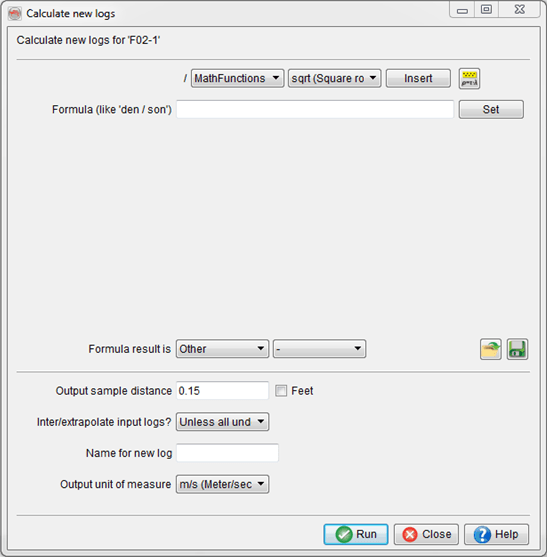 Calculate new logs
Calculate new logs for 'F02-1'
/ MathFunctions sqrt (Square ro Insert
Formula (like 'den / son') Set
Formula result is Other -
Output sample distance 0.15 Feet
Inter/extrapolate input logs? Unless all und
Name for new log
Output unit of measure m/s (Meter/sec
Run Close Help